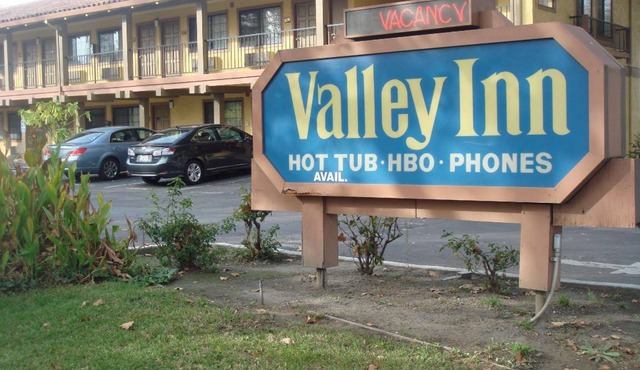 VACANCY
Valley Inn
HOT TUB · HBO · PHONES
AVAIL.